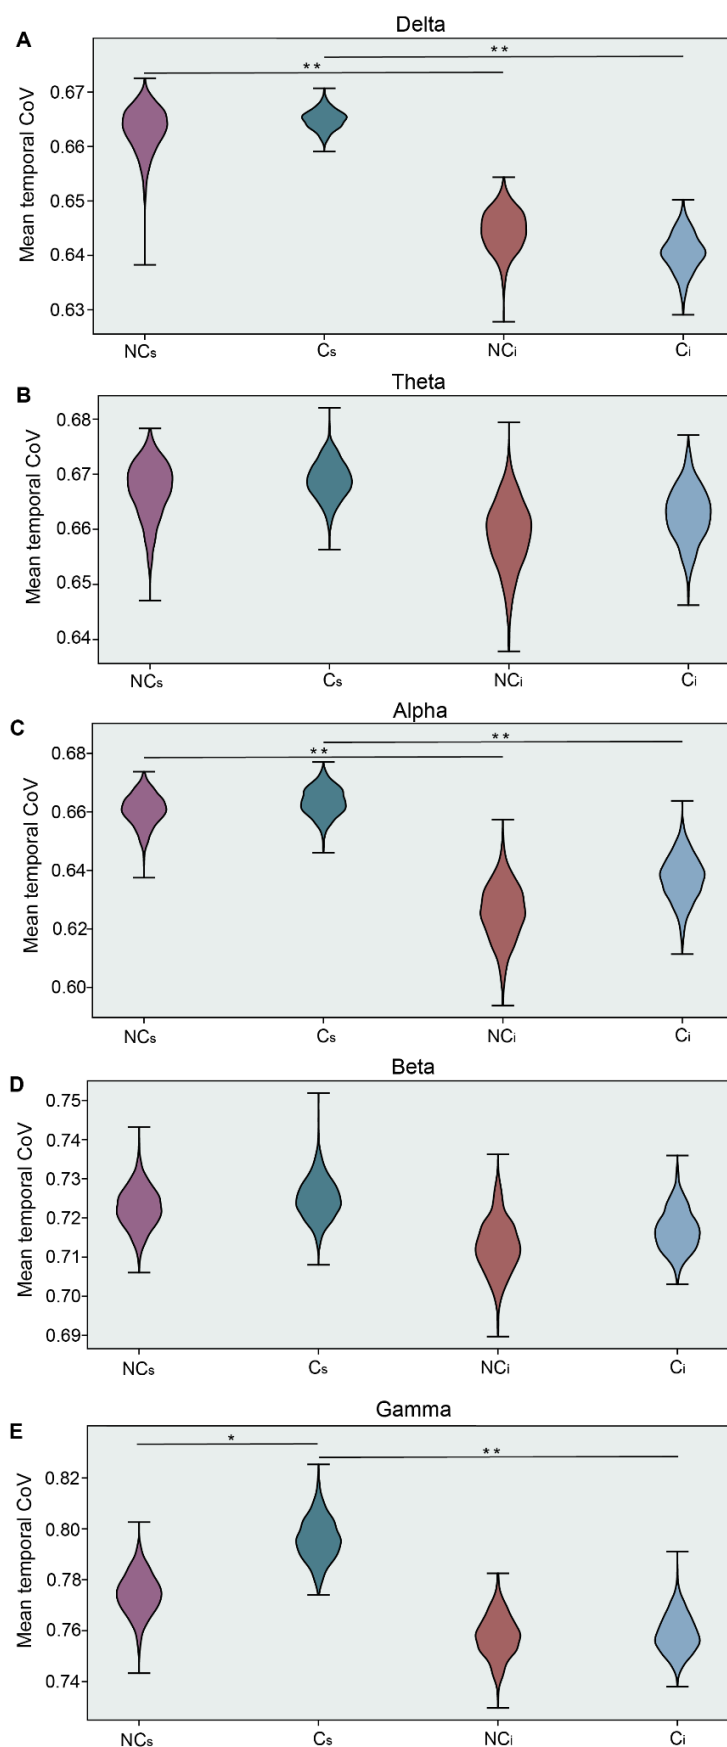 A
Delta
Mean temporal CoV
0.67
0.66
0.65
0.64
0.63
**
**
NCs
Cs
NCi
Ci
B
Theta
Mean temporal CoV
0.68
0.67
0.66
0.65
0.64
NCs
Cs
NCi
Ci
C
Alpha
Mean temporal CoV
0.68
0.66
0.64
0.62
0.60
**
**
NCs
Cs
NCi
Ci
D
Beta
Mean temporal CoV
0.75
0.74
0.73
0.72
0.71
0.70
0.69
NCs
Cs
NCi
Ci
E
Gamma
Mean temporal CoV
0.82
0.80
0.78
0.76
0.74
*
**
NCs
Cs
NCi
Ci